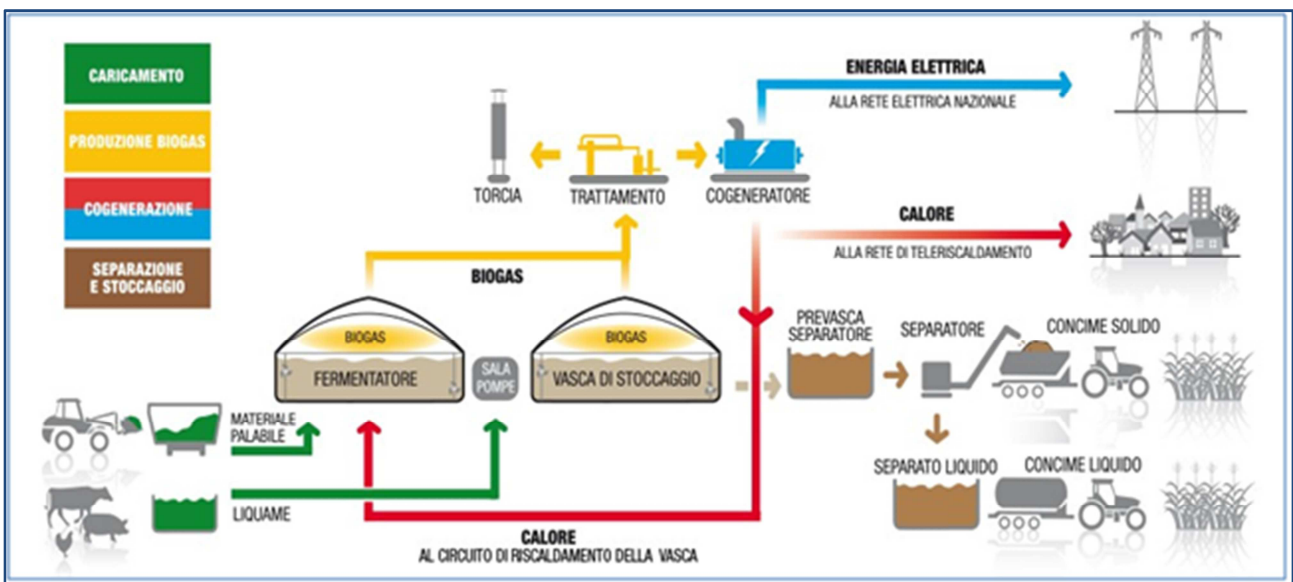 CARICAMENTO
PRODUZIONE BIOGAS
COGENERAZIONE
SEPARAZIONE
E STOCCAGGIO
ENERGIA ELETTRICA
ALLA RETE ELETTRICA NAZIONALE
TORCIA
TRATTAMENTO
COGENERATORE
CALORE
ALLA RETE DI TELERISCALDAMENTO
BIOGAS
BIOGAS
FERMENTATORE
SALA
POMPE
BIOGAS
VASCA DI STOCCAGGIO
PREVASCA
SEPARATORE
SEPARATORE
CONCIME SOLIDO
MATERIALE
PALABILE
LIQUAME
SEPARATO LIQUIDO
CONCIME LIQUIDO
CALORE
AL CIRCUITO DI RISCALDAMENTO DELLA VASCA